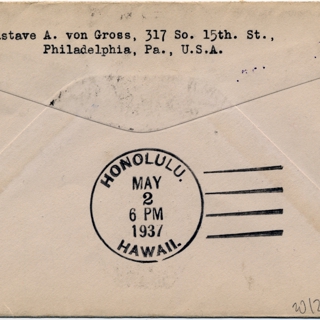 stave A. von Gross, 317 So. 15th. St.,
Philadelphia, Pa., U.S.A.
HONOLULU.
MAY
2
6 PM
1937
HAWAII.